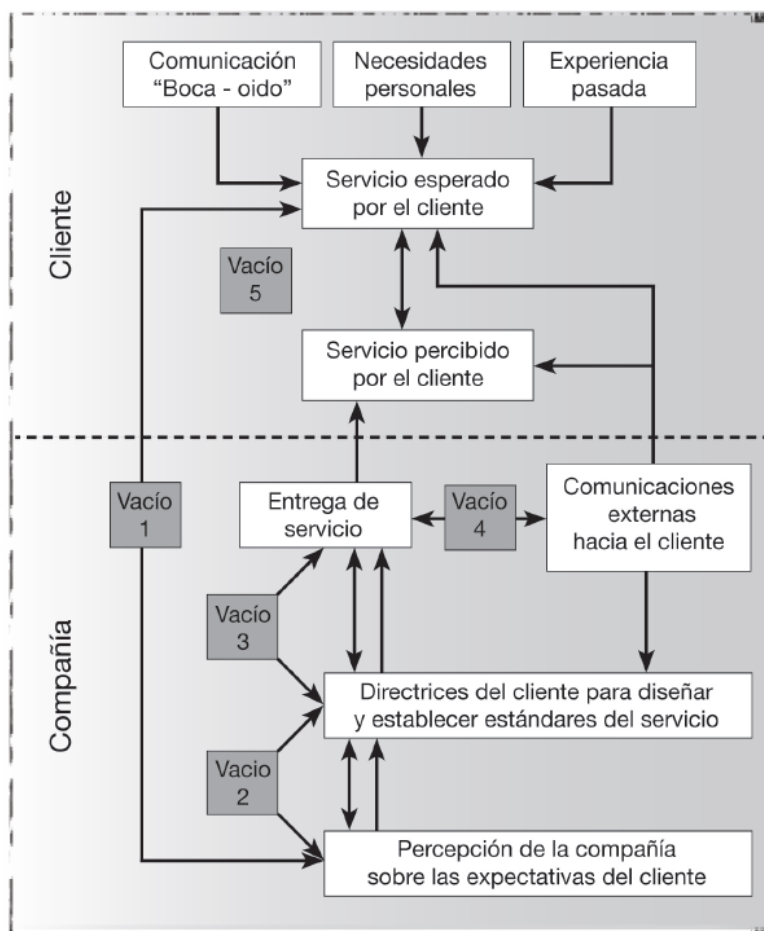 Comunicación
“Boca - oido”
Necesidades
personales
Experiencia
pasada
Servicio esperado
por el cliente
Cliente
Vacío
5
Servicio percibido
por el cliente
Vacío
1
Entrega de
servicio
Vacío
4
Comunicaciones
externas
hacia el cliente
Vacío
3
Compañía
Directrices del cliente para diseñar
y establecer estándares del servicio
Vacio
2
Percepción de la compañía
sobre las expectativas del cliente